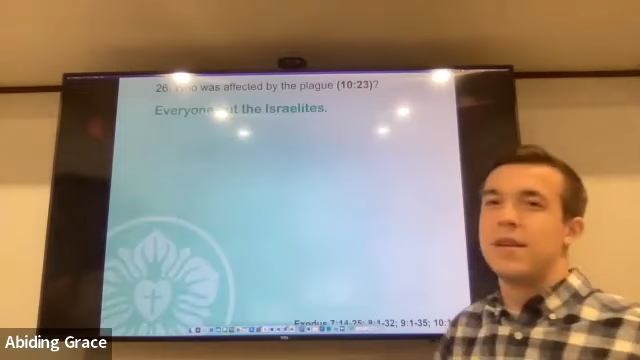 26. Who was affected by the plague (10:23)?
Everyone but the Israelites.
Exodus 7:14-25; 8:1-32; 9:1-35; 10:1
Abiding Grace